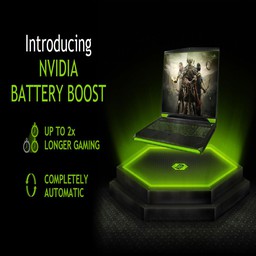 Introducing
NVIDIA
BATTERY BOOST
UP TO 2x
LONGER GAMING
COMPLETELY
AUTOMATIC